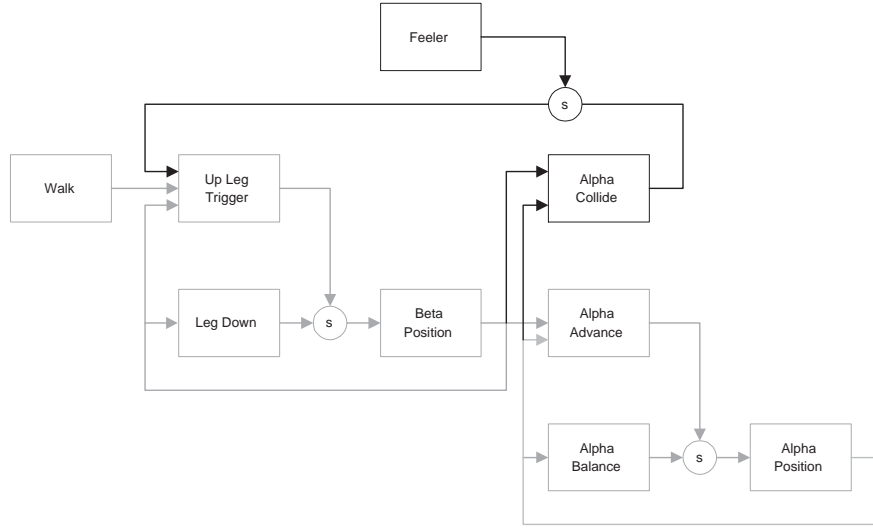 Feeler
s
Walk
Up Leg
Trigger
Alpha
Collide
Leg Down
s
Beta
Position
Alpha
Advance
Alpha
Balance
s
Alpha
Position